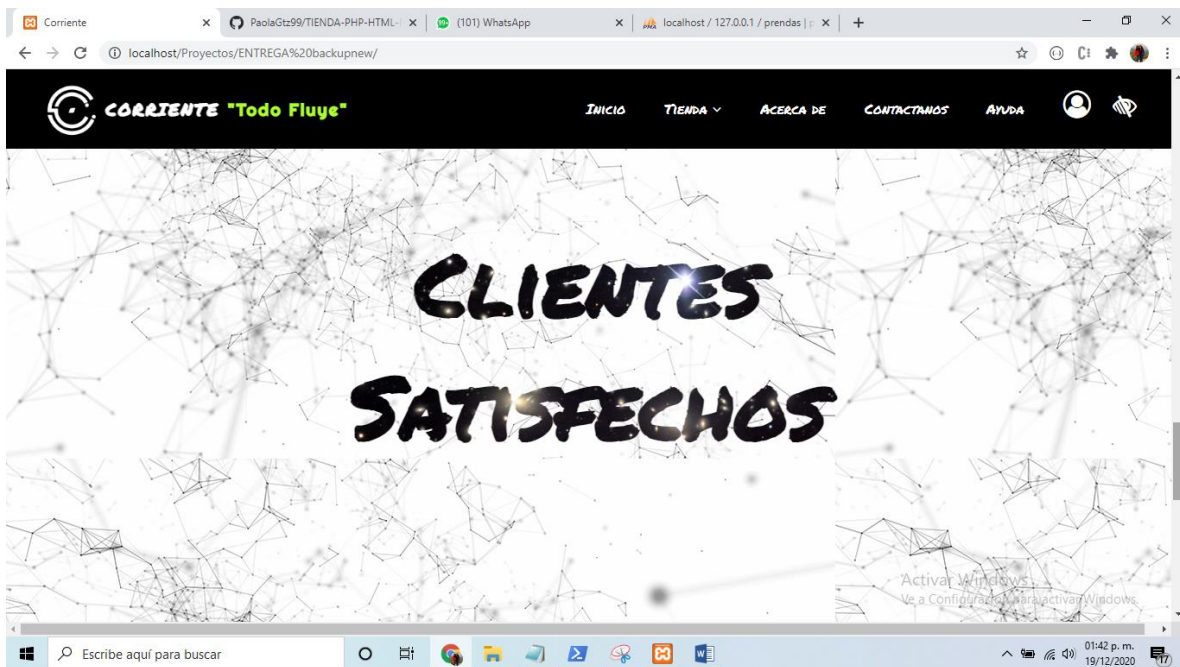 Corriente
PaolaGtz99/TIENDA-PHP-HTML-
(101) WhatsApp
localhost / 127.0.0.1 / prendas | p
localhost/Proyectos/ENTREGA%20backupnew/
CORRIENTE "Todo Fluye"
INICIO
TIENDA
ACERCA DE
CONTACTANOS
AYUDA
CLIENTES
SATISFECHOS
Activar Windows
Ve a Configuración para activar Windows.
Escribe aquí para buscar
01:42 p. m.
19/12/2020
17